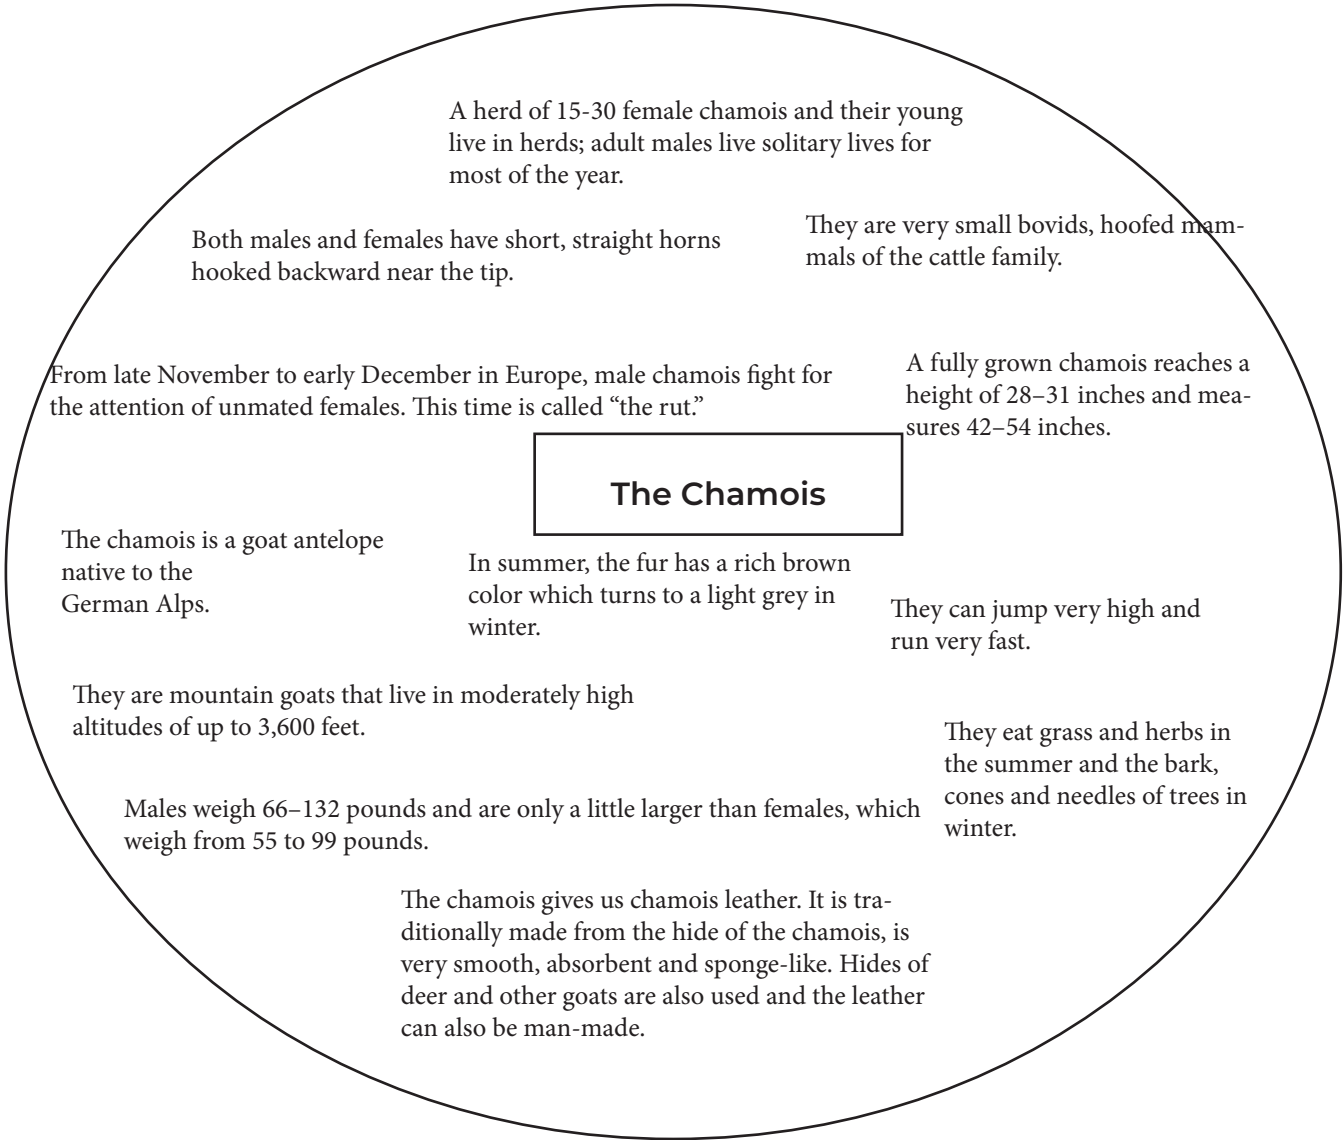 A herd of 15-30 female chamois and their young
live in herds; adult males live solitary lives for
most of the year.
They are very small bovids, hoofed mam-
mals of the cattle family.
Both males and females have short, straight horns
hooked backward near the tip.
From late November to early December in Europe, male chamois fight for
the attention of unmated females. This time is called “the rut.”
A fully grown chamois reaches a
height of 28–31 inches and mea-
sures 42–54 inches.
The Chamois
The chamois is a goat antelope
native to the
German Alps.
In summer, the fur has a rich brown
color which turns to a light grey in
winter.
They can jump very high and
run very fast.
They are mountain goats that live in moderately high
altitudes of up to 3,600 feet.
They eat grass and herbs in
the summer and the bark,
cones and needles of trees in
winter.
Males weigh 66–132 pounds and are only a little larger than females, which
weigh from 55 to 99 pounds.
The chamois gives us chamois leather. It is tra-
ditionally made from the hide of the chamois, is
very smooth, absorbent and sponge-like. Hides of
deer and other goats are also used and the leather
can also be man-made.